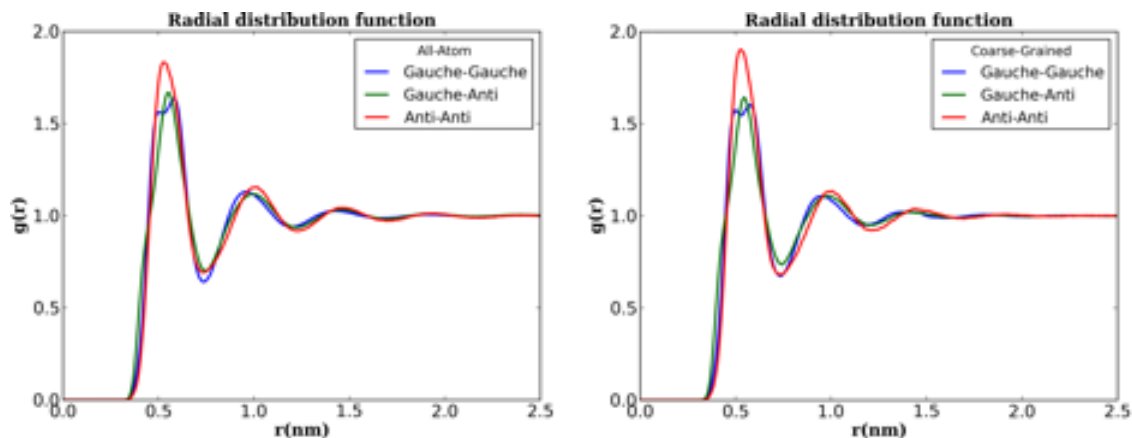 Radial distribution function
2.0
1.5
1.0
0.5
0.0
g(r)
All-Atom
Gauche-Gauche
Gauche-Anti
Anti-Anti
0.0 0.5 1.0 1.5 2.0 2.5
r(nm)
Radial distribution function
2.0
1.5
1.0
0.5
0.0
g(r)
Coarse-Grained
Gauche-Gauche
Gauche-Anti
Anti-Anti
0.0 0.5 1.0 1.5 2.0 2.5
r(nm)